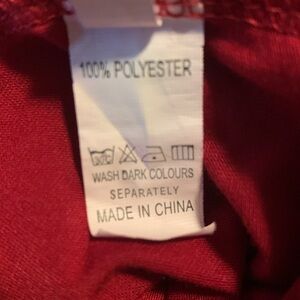 100% POLYESTER
WASH DARK COLOURS
SEPARATELY
MADE IN CHINA